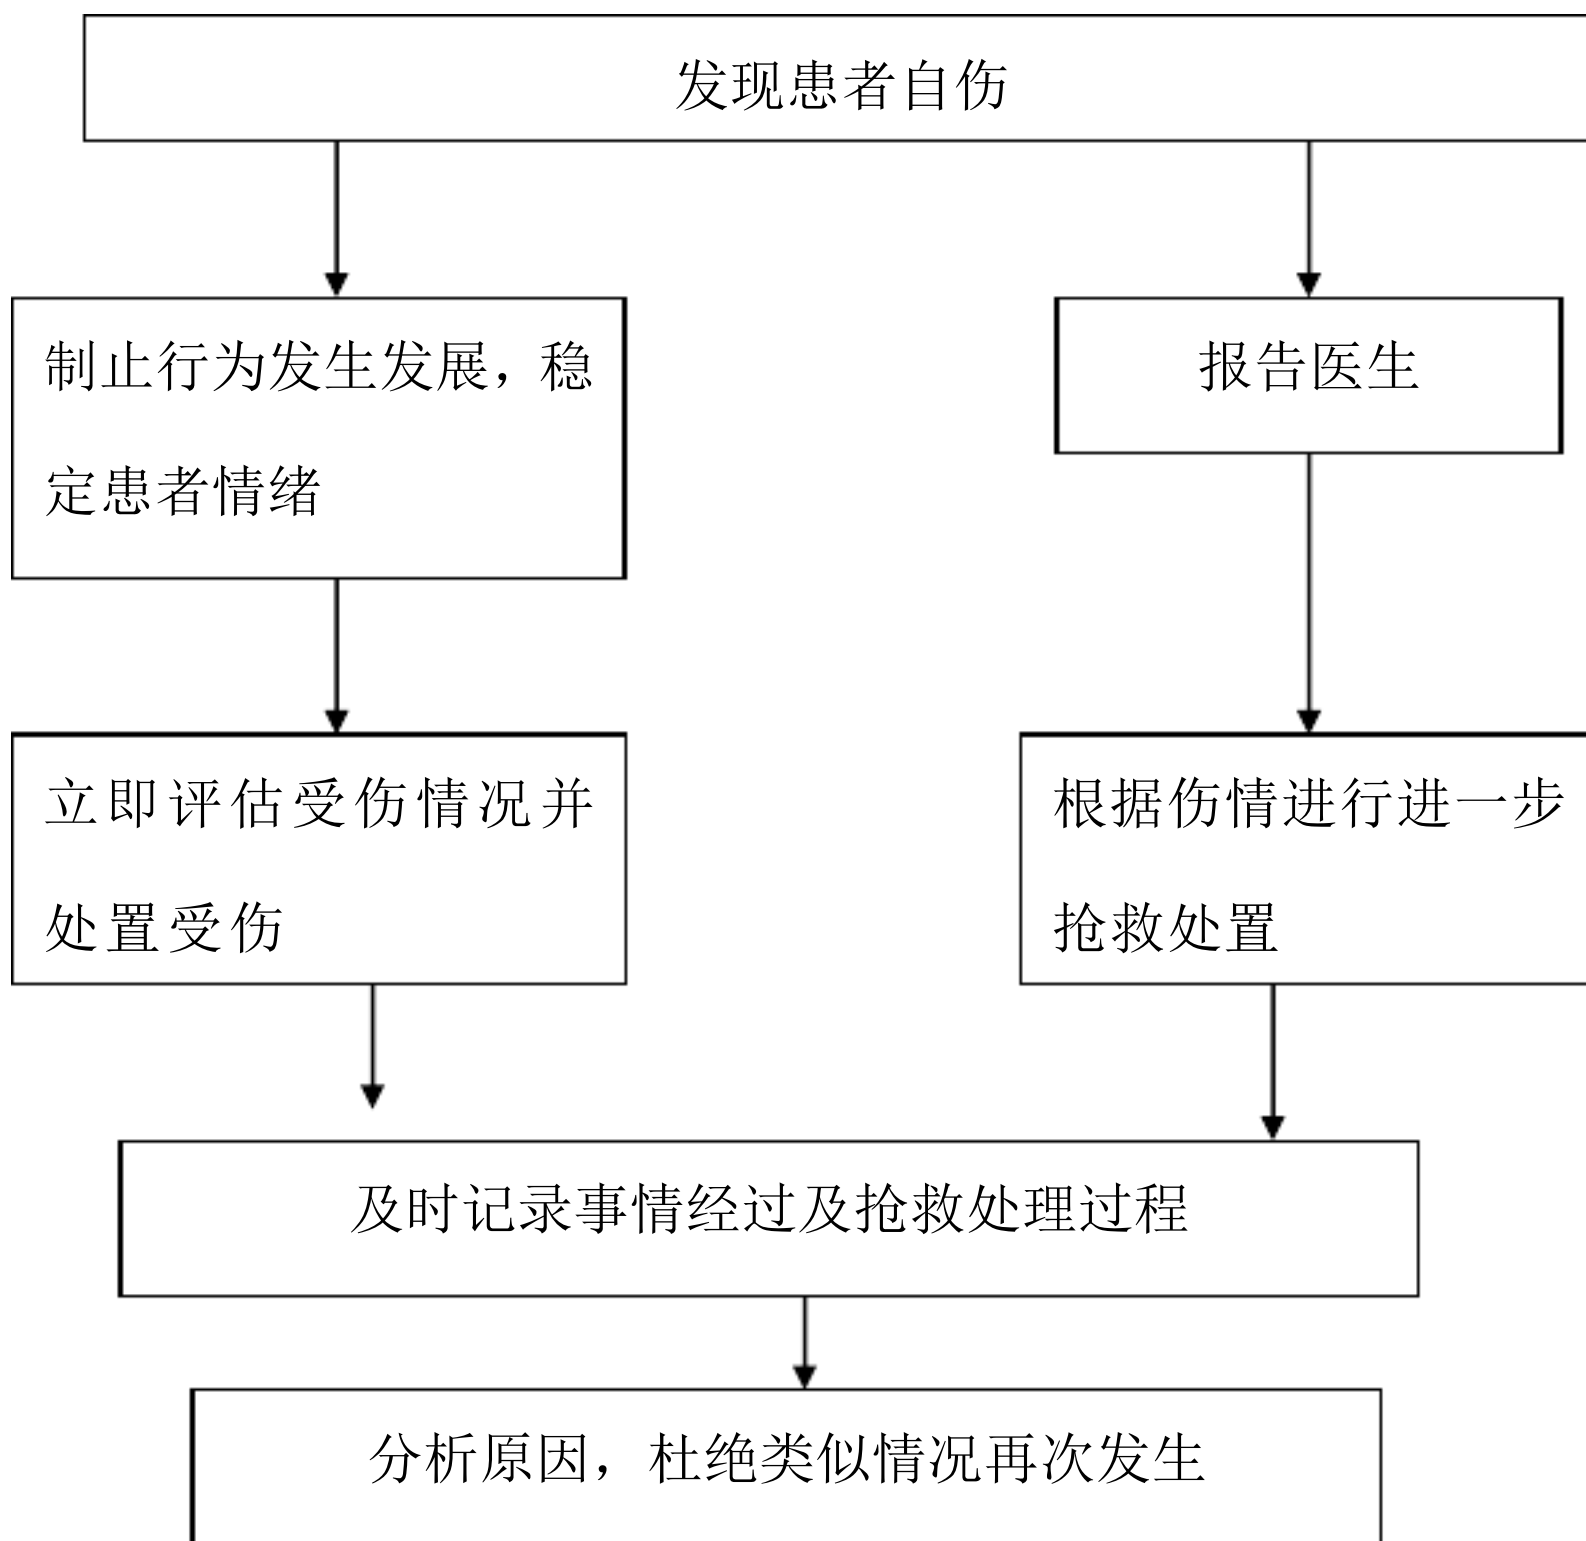 发现患者自伤
制止行为发生发展，稳
定患者情绪
报告医生
立即评估受伤情况并
处置受伤
根据伤情进行进一步
抢救处置
及时记录事情经过及抢救处理过程
分析原因，杜绝类似情况再次发生